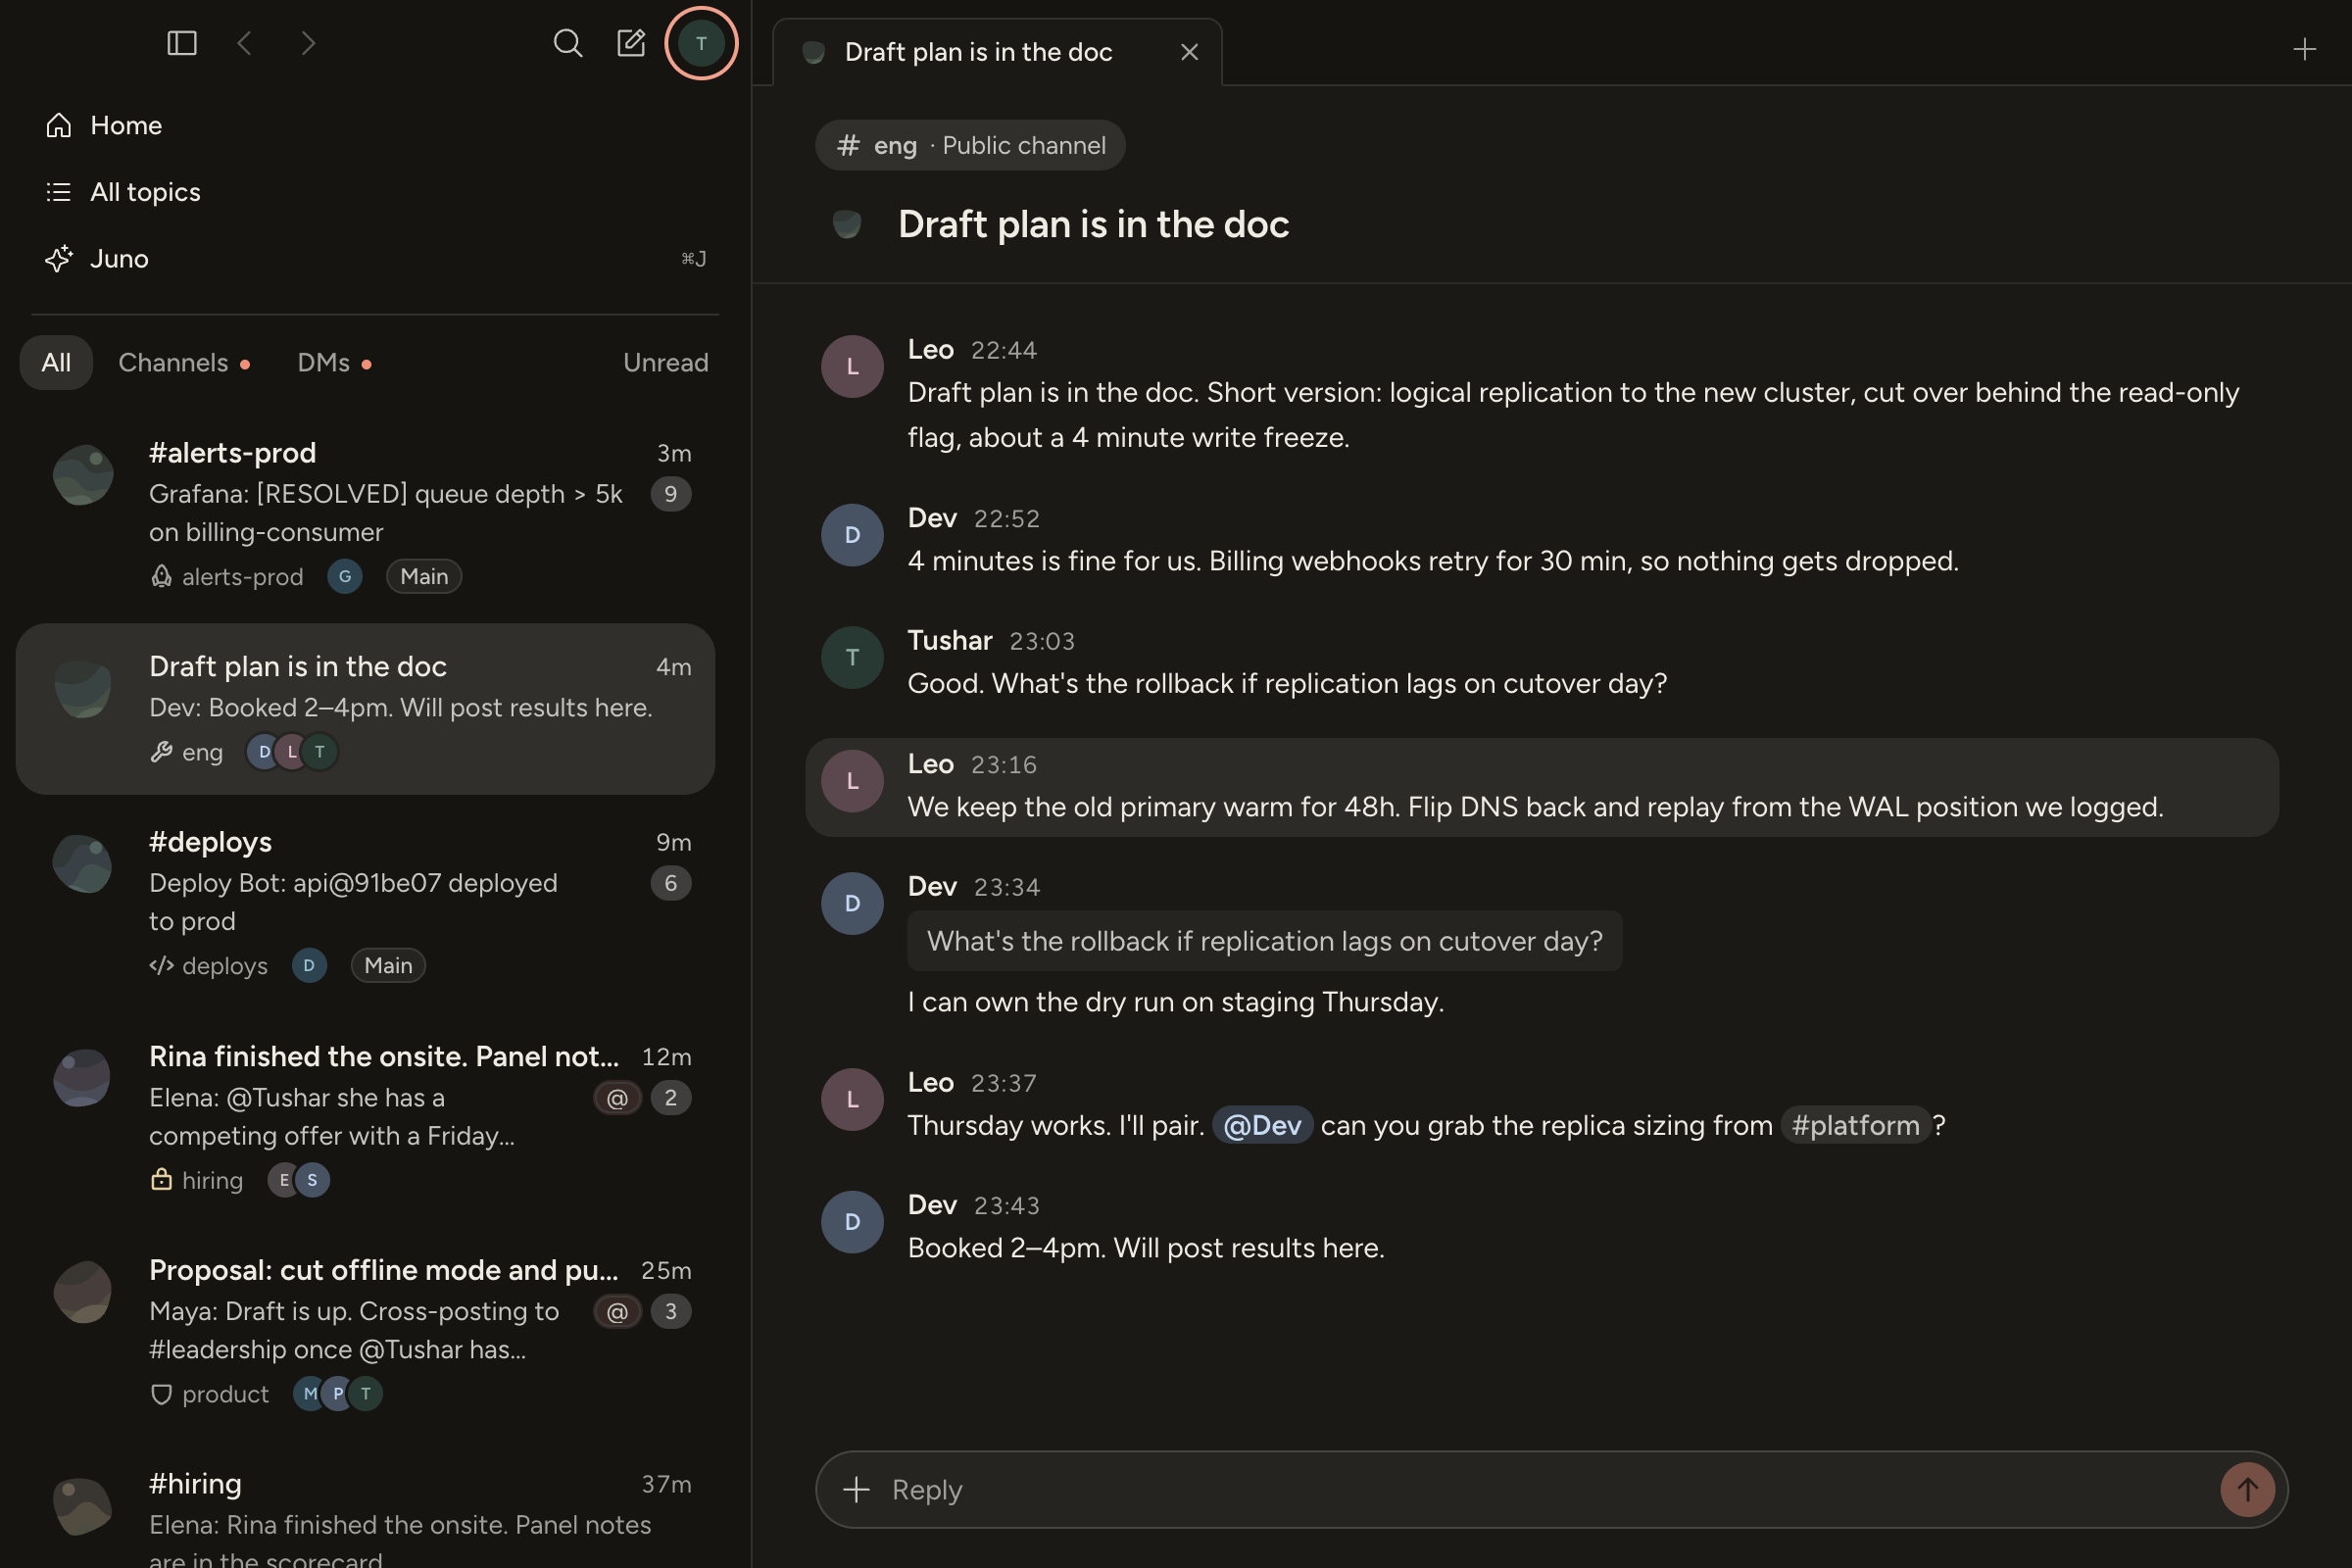 T
Home
All topics
Juno ⌘J
All Channels DMs Unread
#alerts-prod 3m
Grafana: [RESOLVED] queue depth > 5k 9
on billing-consumer
alerts-prod G Main
Draft plan is in the doc 4m
Dev: Booked 2–4pm. Will post results here.
eng D L T
#deploys 9m
Deploy Bot: api@91be07 deployed 6
to prod
deploys D Main
Rina finished the onsite. Panel not... 12m
Elena: @Tushar she has a @ 2
competing offer with a Friday...
hiring E S
Proposal: cut offline mode and pu... 25m
Maya: Draft is up. Cross-posting to @ 3
#leadership once @Tushar has...
product M P T
#hiring 37m
Elena: Rina finished the onsite. Panel notes
are in the scorecard
Draft plan is in the doc
# eng · Public channel
Draft plan is in the doc
L Leo 22:44
Draft plan is in the doc. Short version: logical replication to the new cluster, cut over behind the read-only
flag, about a 4 minute write freeze.
D Dev 22:52
4 minutes is fine for us. Billing webhooks retry for 30 min, so nothing gets dropped.
T Tushar 23:03
Good. What's the rollback if replication lags on cutover day?
L Leo 23:16
We keep the old primary warm for 48h. Flip DNS back and replay from the WAL position we logged.
D Dev 23:34
What's the rollback if replication lags on cutover day?
I can own the dry run on staging Thursday.
L Leo 23:37
Thursday works. I'll pair. @Dev can you grab the replica sizing from #platform?
D Dev 23:43
Booked 2–4pm. Will post results here.
Reply